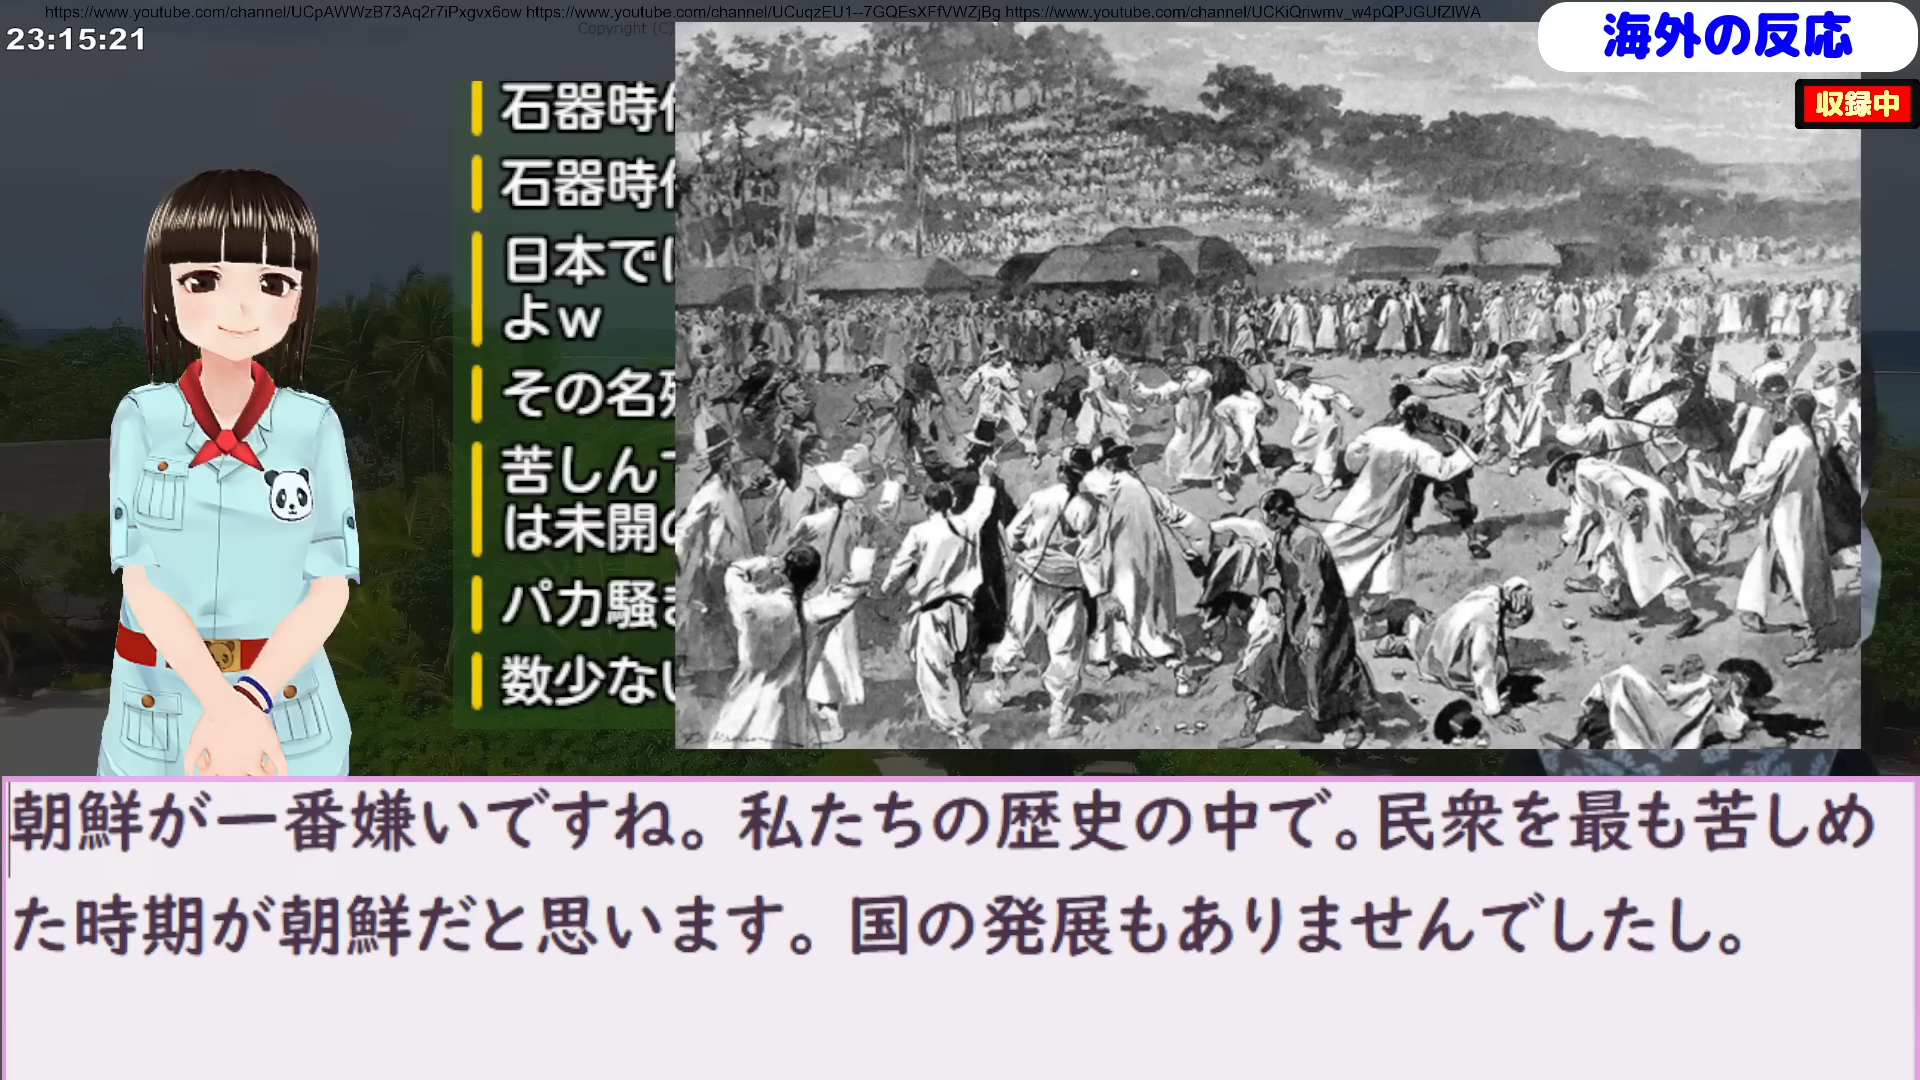 https://www.youtube.com/channel/UCpAWWzB73Aq2r7iPxgvx6ow https://www.youtube.com/channel/UCuqzEU1--7GQEsXFfVWZjBg https://www.youtube.com/channel/UCKiQriwmv_w4pQPJGUfZlWA
Copyright (C)
23:15:21
海外の反応
収録中
石器時
石器時
日本で
よｗ
その名
苦しん
は未開
バカ騒
数少な
朝鮮が一番嫌いですね。私たちの歴史の中で。民衆を最も苦しめ
た時期が朝鮮だと思います。国の発展もありませんでしたし。